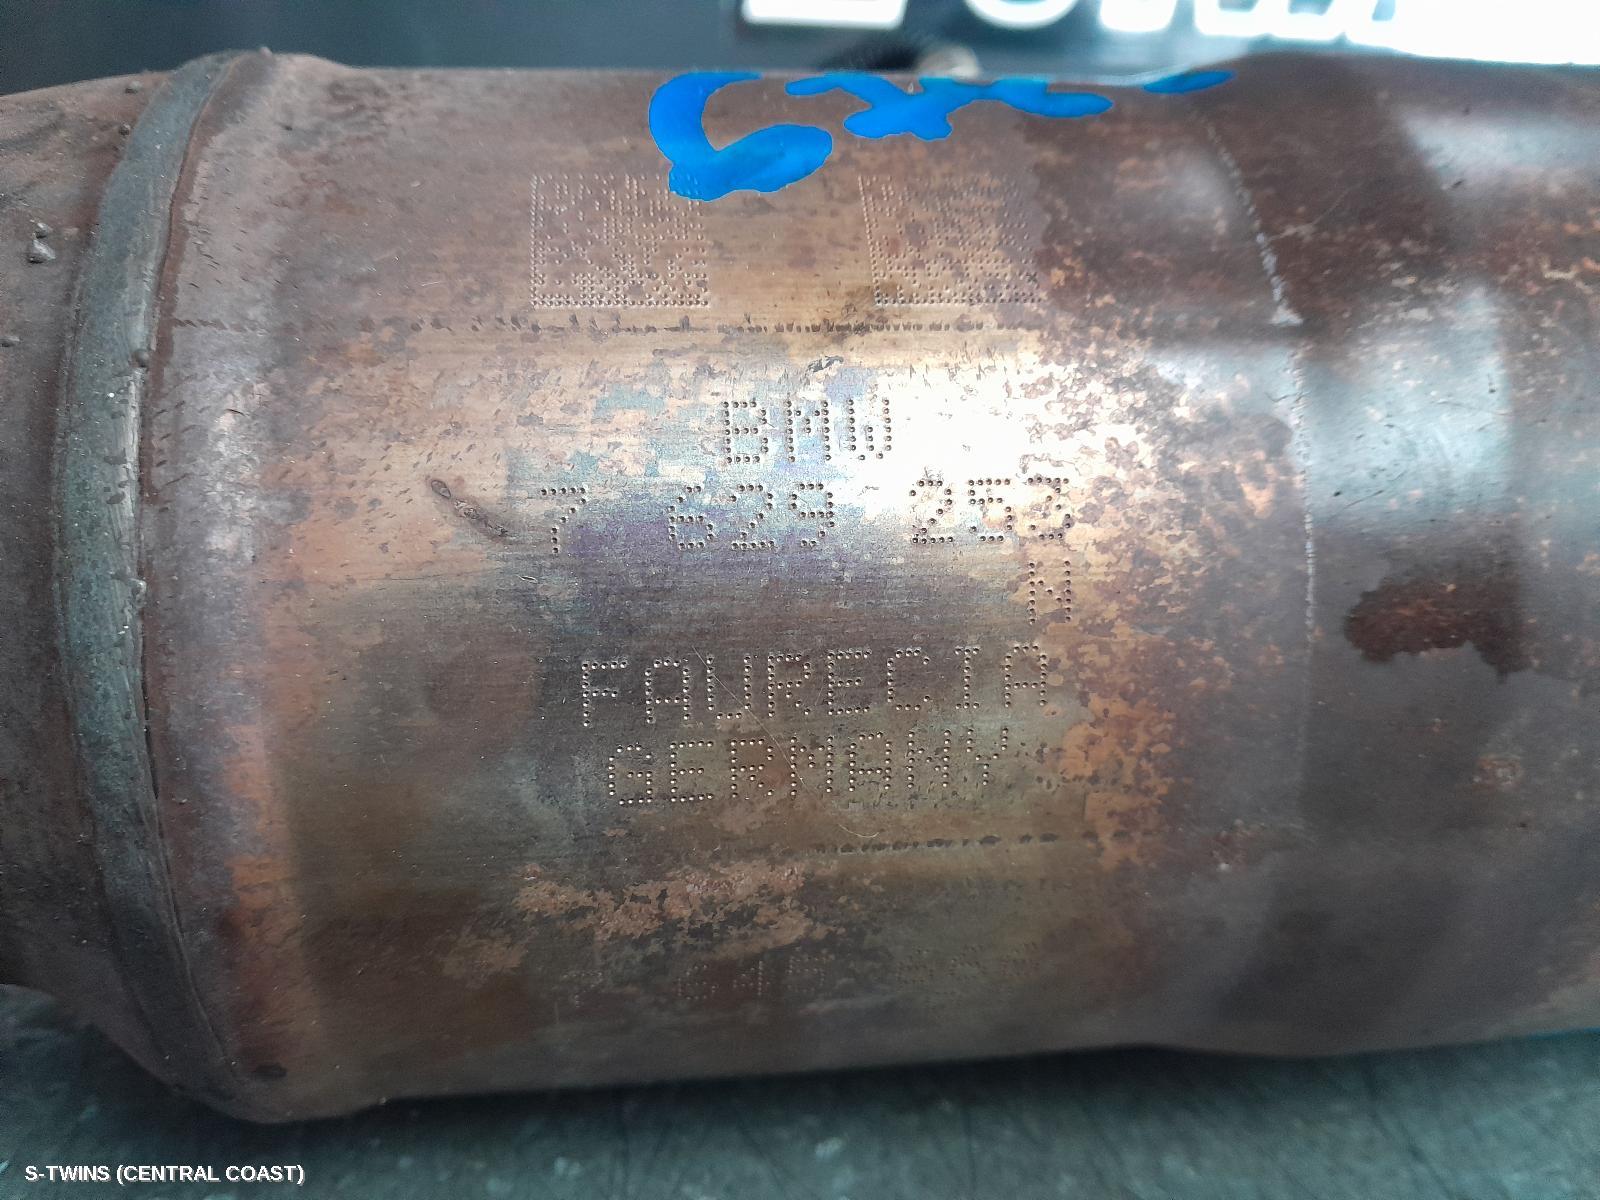 BMW
7 629 253
N
FAURECIA
GERMANY
S-TWINS (CENTRAL COAST)